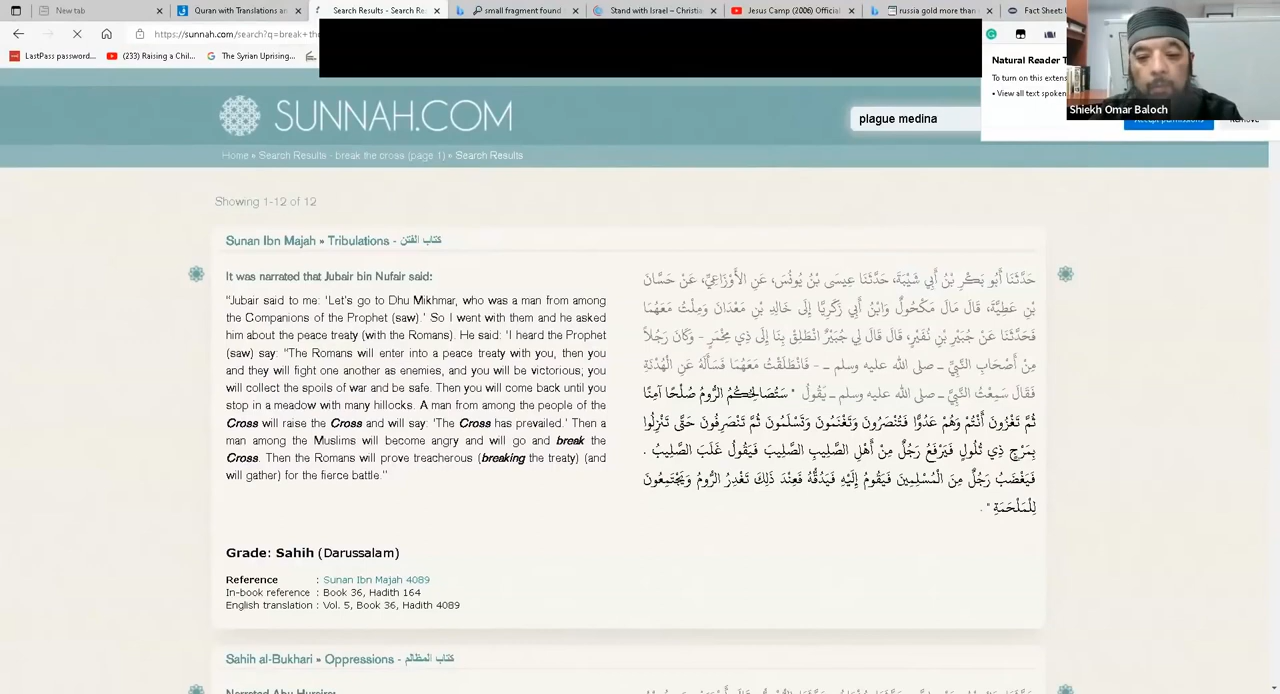 New tab
Quran with Translations an
Search Results - Search Re
small fragment found
Stand with Israel – Christia
Jesus Camp (2006) Official
russia gold more than
Fact Sheet:
https://sunnah.com/search?q=break+the
LastPass password...
(233) Raising a Chil...
The Syrian Uprising...
Natural Reader T
To turn on this extens
• View all text spoken
Accept permissions
Remove
Shiekh Omar Baloch
SUNNAH.COM
plague medina
Home » Search Results - break the cross (page 1) » Search Results
Showing 1-12 of 12
Sunan Ibn Majah » Tribulations - كتاب الفتن
It was narrated that Jubair bin Nufair said:
"Jubair said to me: 'Let's go to Dhu Mikhmar, who was a man from among
the Companions of the Prophet (saw).' So I went with them and he asked
him about the peace treaty (with the Romans). He said: 'I heard the Prophet
(saw) say: "The Romans will enter into a peace treaty with you, then you
and they will fight one another as enemies, and you will be victorious; you
will collect the spoils of war and be safe. Then you will come back until you
stop in a meadow with many hillocks. A man from among the people of the
Cross will raise the Cross and will say: 'The Cross has prevailed.' Then a
man among the Muslims will become angry and will go and break the
Cross. Then the Romans will prove treacherous (breaking the treaty) (and
will gather) for the fierce battle.''
حَدَّثَنَا أَبُو بَكْرِ بْنُ أَبِي شَيْبَةَ، حَدَّثَنَا عِيسَى بْنُ يُونُسَ، عَنِ الأَوْزَاعِيِّ، عَنْ حَسَّانَ
بْنِ عَطِيَّةَ، قَالَ مَالَ مَكْحُولٌ وَابْنُ أَبِي زَكَرِيَّا إِلَى خَالِدِ بْنِ مَعْدَانَ وَمِلْتُ مَعَهُمَا
فَحَدَّثَنَا عَنْ جُبَيْرِ بْنِ نُفَيْرٍ، قَالَ قَالَ لِي جُبَيْرٌ انْطَلِقْ بِنَا إِلَى ذِي مِخْمَرٍ - وَكَانَ رَجُلاً
مِنْ أَصْحَابِ النَّبِيِّ ـ صلى الله عليه وسلم ـ - فَانْطَلَقْتُ مَعَهُمَا فَسَأَلَهُ عَنِ الْهُدْنَةِ
فَقَالَ سَمِعْتُ النَّبِيَّ ـ صلى الله عليه وسلم ـ يَقُولُ ‏ "‏ سَتُصَالِحُكُمُ الرُّومُ صُلْحًا آمِنًا
ثُمَّ تَغْزُونَ أَنْتُمْ وَهُمْ عَدُوًّا فَتُنْصَرُونَ وَتَغْنَمُونَ وَتَسْلَمُونَ ثُمَّ تَنْصَرِفُونَ حَتَّى تَنْزِلُوا
بِمَرْجٍ ذِي تُلُولٍ فَيَرْفَعُ رَجُلٌ مِنْ أَهْلِ الصَّلِيبِ الصَّلِيبَ فَيَقُولُ غَلَبَ الصَّلِيبُ ‏.‏
فَيَغْضَبُ رَجُلٌ مِنَ الْمُسْلِمِينَ فَيَقُومُ إِلَيْهِ فَيَدُقُّهُ فَعِنْدَ ذَلِكَ تَغْدِرُ الرُّومُ وَيَجْتَمِعُونَ
لِلْمَلْحَمَةِ ‏"‏ ‏.‏
Grade: Sahih (Darussalam)
Reference : Sunan Ibn Majah 4089
In-book reference : Book 36, Hadith 164
English translation : Vol. 5, Book 36, Hadith 4089
Sahih al-Bukhari » Oppressions - كتاب المظالم
Narrated Abu Huraira: